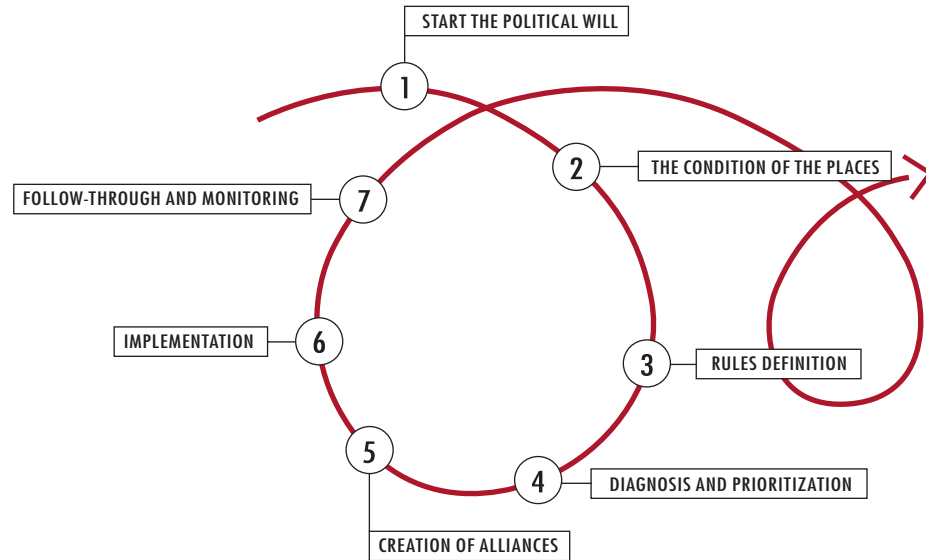 START THE POLITICAL WILL
1
2
THE CONDITION OF THE PLACES
7
FOLLOW-THROUGH AND MONITORING
6
IMPLEMENTATION
3
RULES DEFINITION
5
4
DIAGNOSIS AND PRIORITIZATION
CREATION OF ALLIANCES